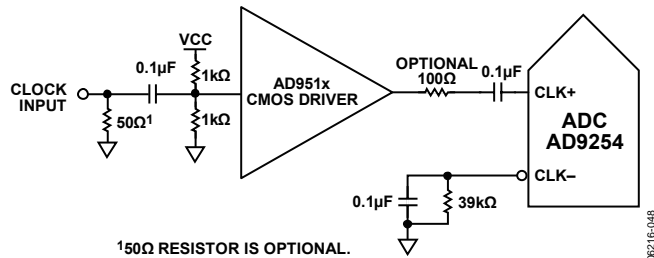 VCC
0.1µF
1kΩ
CLOCK
INPUT
50Ω¹
1kΩ
AD951x
CMOS DRIVER
OPTIONAL
100Ω
0.1µF
CLK+
ADC
AD9254
CLK–
0.1µF
39kΩ
¹50Ω RESISTOR IS OPTIONAL.
06216-048